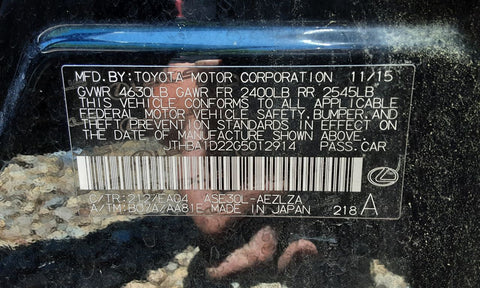 MFD. BY: TOYOTA MOTOR CORPORATION 11/15
GVWR 4630LB GAWR FR 2400LB RR 2545LB
THIS VEHICLE CONFORMS TO ALL APPLICABLE
FEDERAL MOTOR VEHICLE SAFETY, BUMPER, AND
THEFT PREVENTION STANDARDS IN EFFECT ON
THE DATE OF MANUFACTURE SHOWN ABOVE.
JTHBA1D22G5012914 PASS. CAR
C/TR: 212/EA04 ASE30L-AEZLZA
A/TM: B07A/AA81E MADE IN JAPAN 218 A